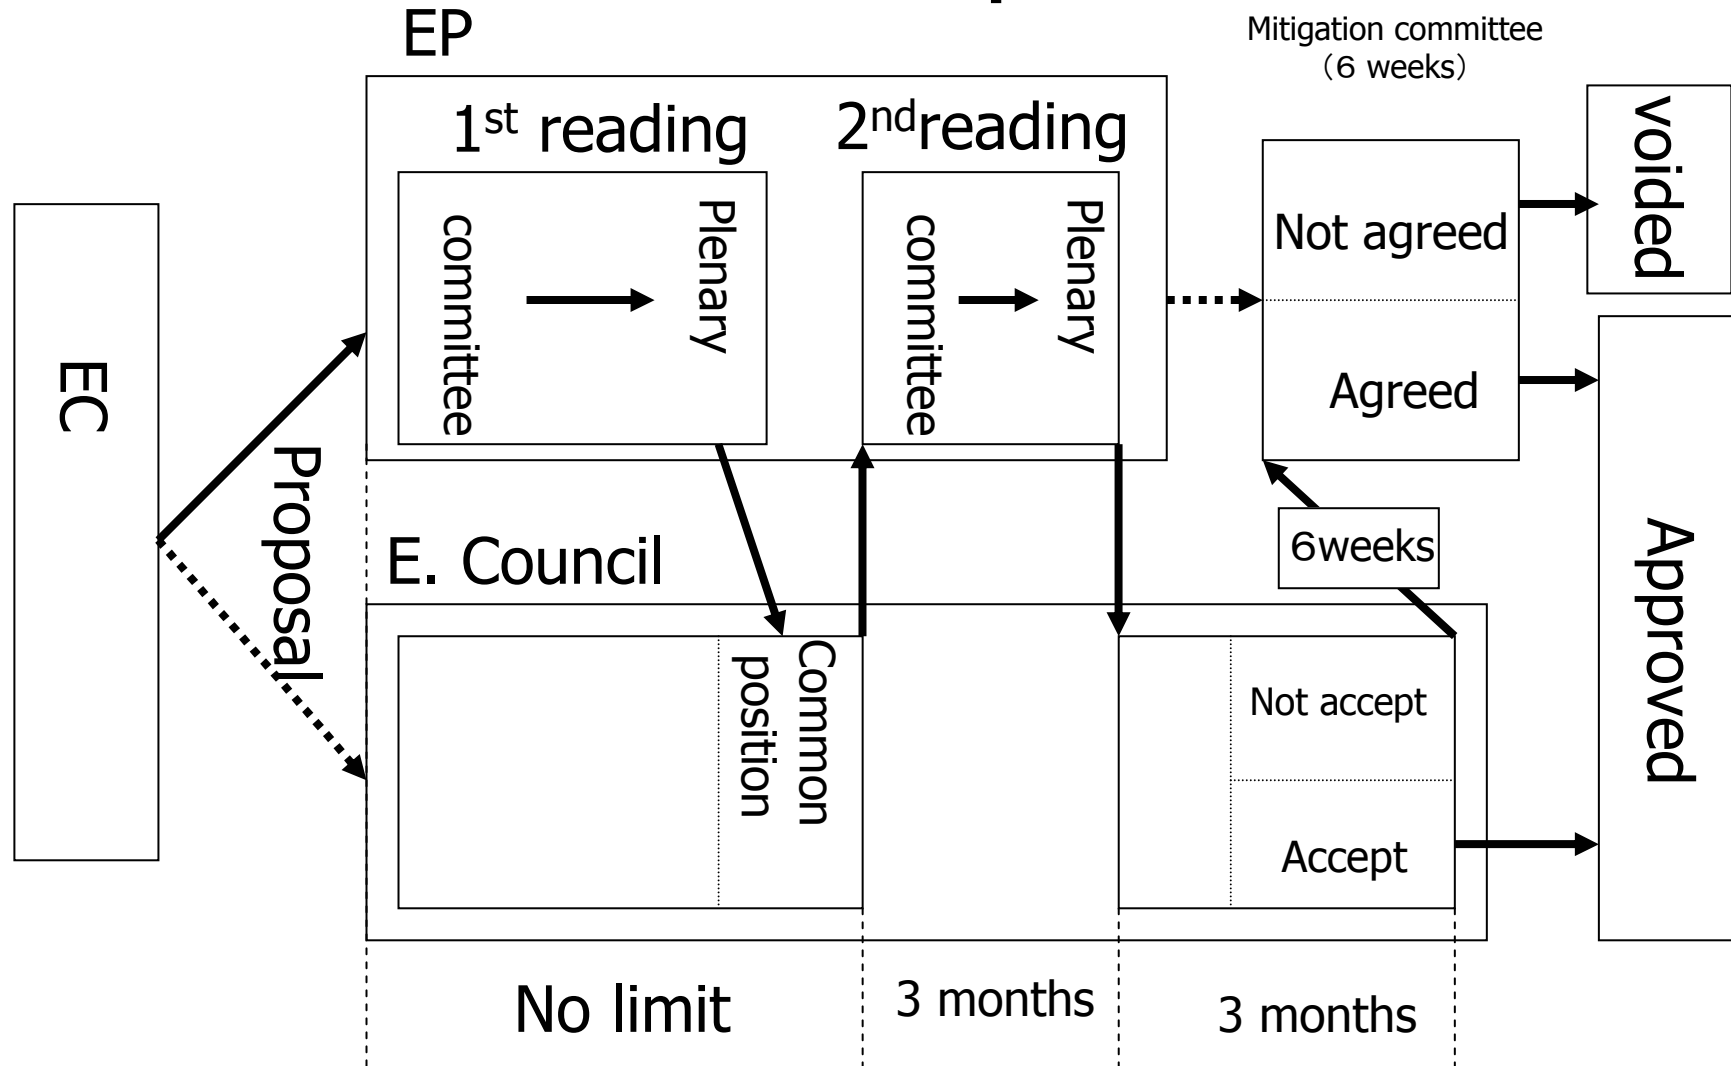 EP
Mitigation committee
（６ weeks）
1st reading
2ndreading
voided
committee
Plenary
committee
Plenary
Not agreed
Agreed
EC
Proposal
E. Council
６weeks
Approved
Common
position
Not accept
Accept
No limit
3 months
3 months